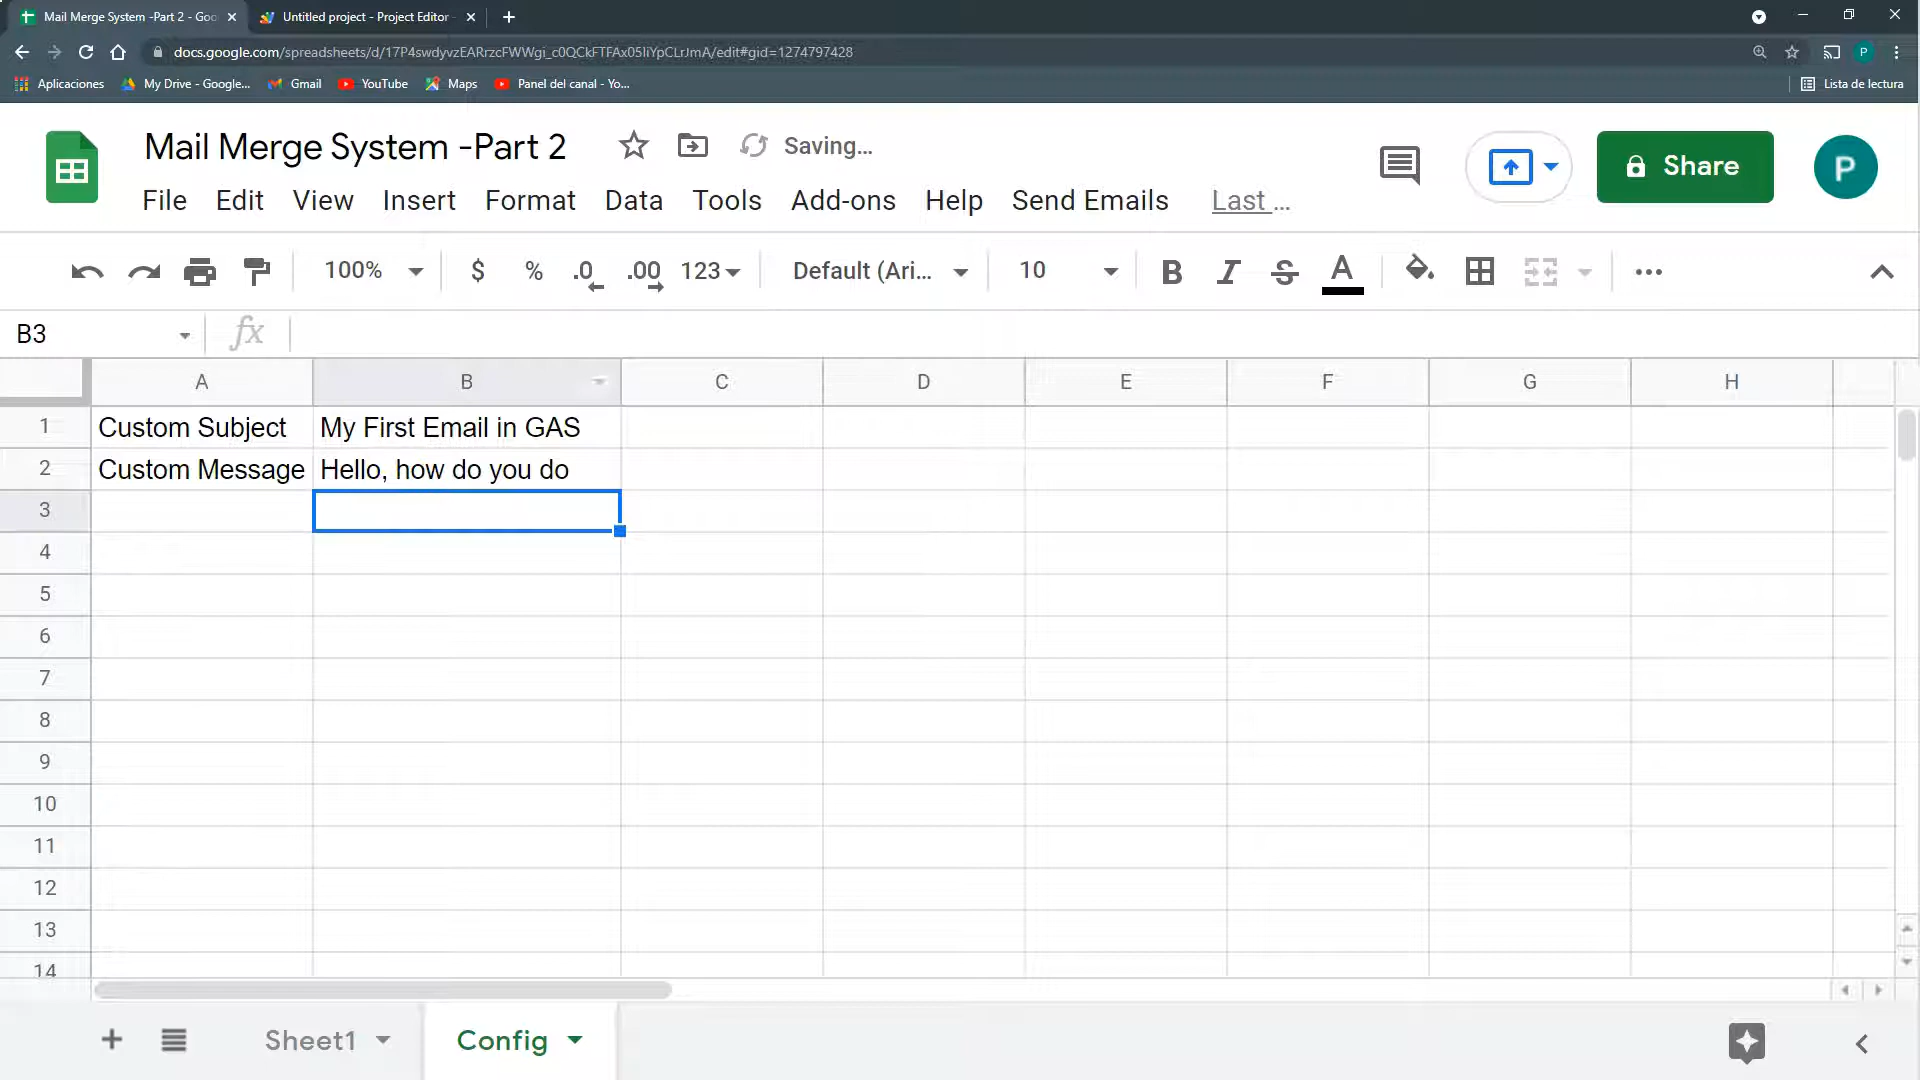 Mail Merge System -Part 2 - Goo
Untitled project - Project Editor -
docs.google.com/spreadsheets/d/17P4swdyvzEARrzcFWWgi_c0QCkFTFAx05IiYpCLrJmA/edit#gid=1274797428
P
Aplicaciones
My Drive - Google...
Gmail
YouTube
Maps
Panel del canal - Yo...
Lista de lectura
Mail Merge System -Part 2
Saving...
Share
P
File Edit View Insert Format Data Tools Add-ons Help Send Emails Last ...
100% $ % .0 .00 123 Default (Ari... 10 B I S A
B3 fx
A B C D E F G H
1 Custom Subject My First Email in GAS
2 Custom Message Hello, how do you do
3
4
5
6
7
8
9
10
11
12
13
14
Sheet1 Config